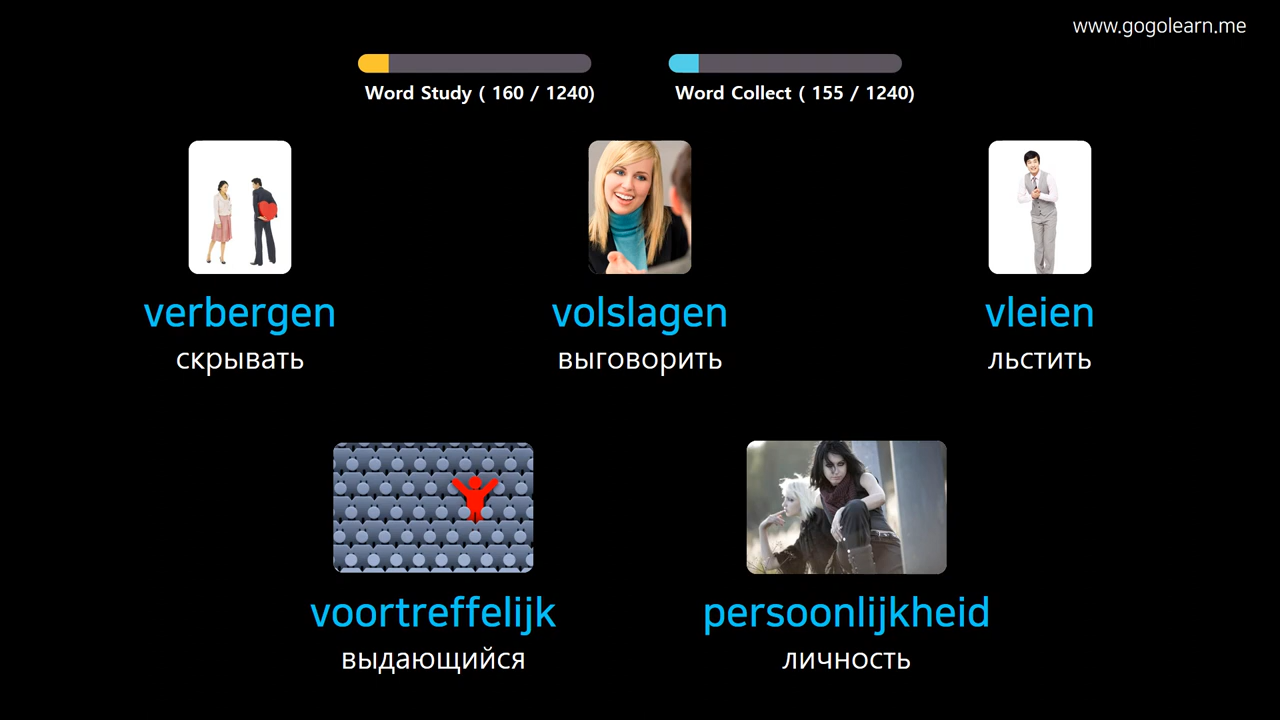 www.gogolearn.me
Word Study ( 160 / 1240)
Word Collect ( 155 / 1240)
verbergen
скрывать
volslagen
выговорить
vleien
льстить
voortreffelijk
выдающийся
persoonlijkheid
личность